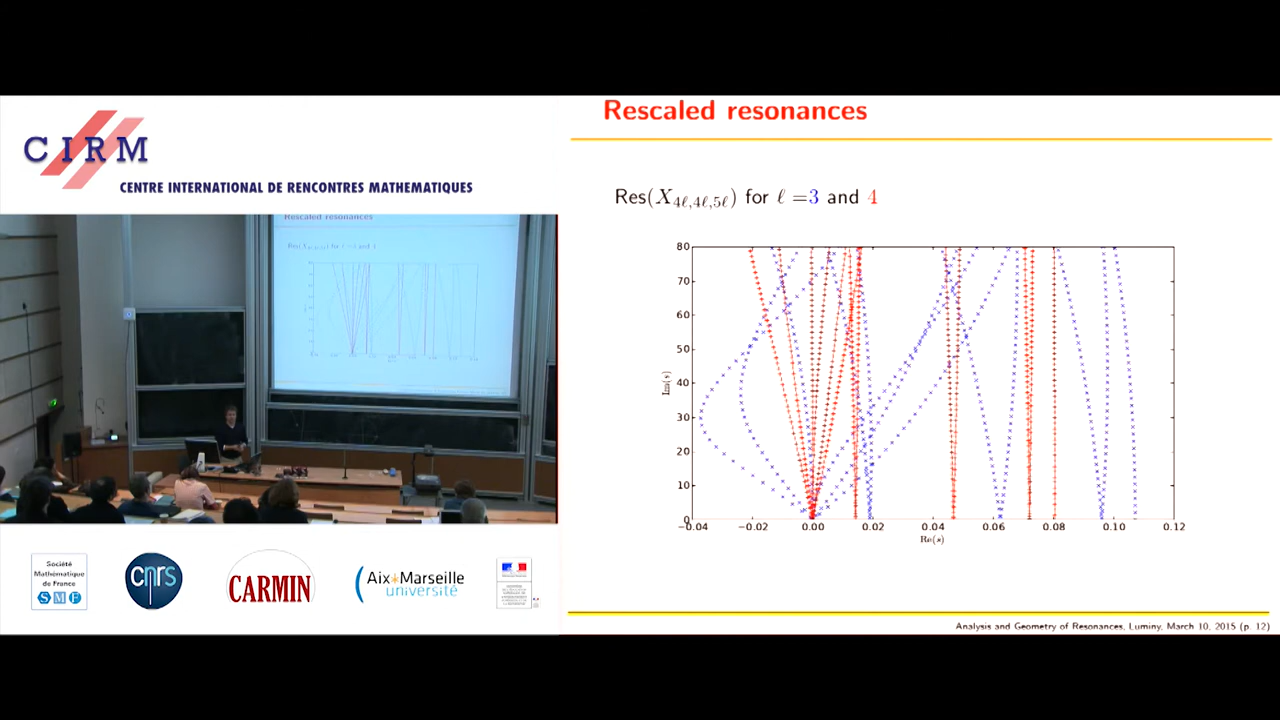 CIRM
CENTRE INTERNATIONAL DE RENCONTRES MATHEMATIQUES
Rescaled resonances
Res(X₄ℓ,₄ℓ,₅ℓ) for ℓ =3 and 4
80
70
60
50
40
30
20
10
0
Im(s)
−0.04 −0.02 0.00 0.02 0.04 0.06 0.08 0.10 0.12
Re(s)
Rescaled resonances
Société
Mathématique
de France
SMF
cnrs
CARMIN
Aix*Marseille
université
Analysis and Geometry of Resonances, Luminy, March 10, 2015 (p. 12)